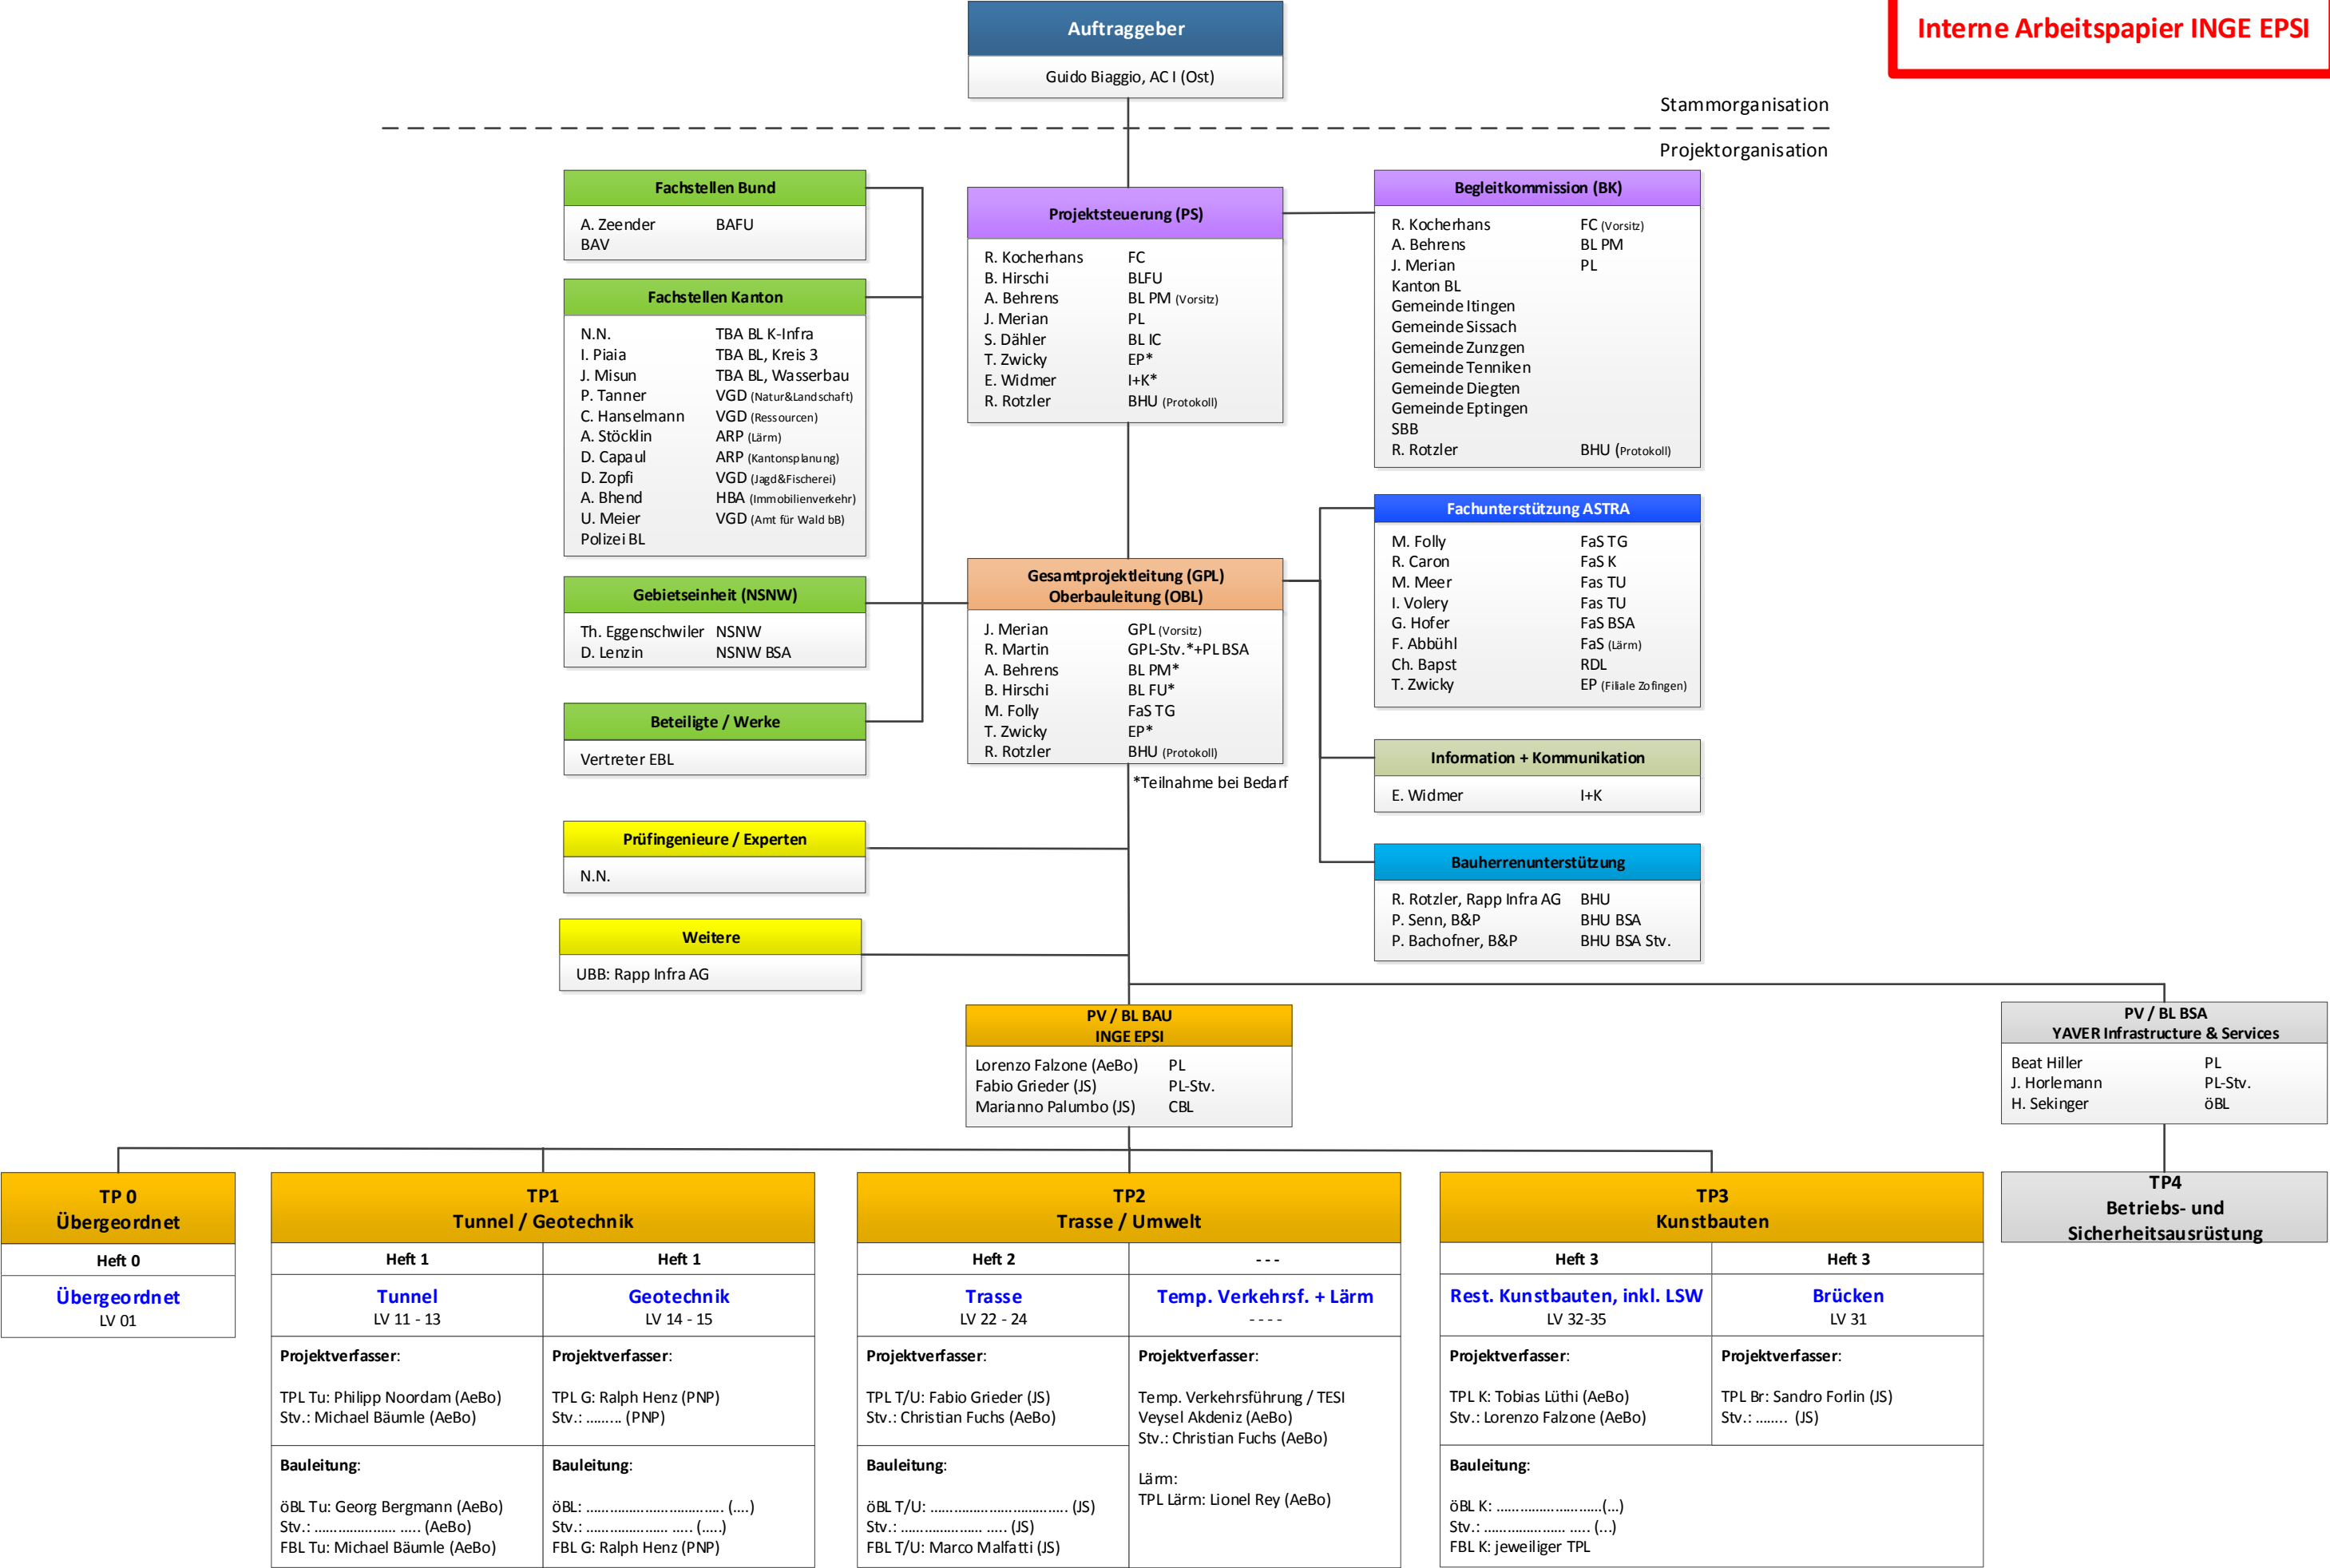 Interne Arbeitspapier INGE EPSI
Auftraggeber
Guido Biaggio, AC I (Ost)
Stammorganisation
Projektorganisation
Fachstellen Bund
A. Zeender BAFU
BAV
Fachstellen Kanton
N.N. TBA BL K-Infra
I. Piaia TBA BL, Kreis 3
J. Misun TBA BL, Wasserbau
P. Tanner VGD (Natur&Landschaft)
C. Hanselmann VGD (Ressourcen)
A. Stöcklin ARP (Lärm)
D. Capaul ARP (Kantonsplanung)
D. Zopfi VGD (Jagd&Fischerei)
A. Bhend HBA (Immobilienverkehr)
U. Meier VGD (Amt für Wald bB)
Polizei BL
Gebietseinheit (NSNW)
Th. Eggenschwiler NSNW
D. Lenzin NSNW BSA
Beteiligte / Werke
Vertreter EBL
Prüfingenieure / Experten
N.N.
Weitere
UBB: Rapp Infra AG
Projektsteuerung (PS)
R. Kocherhans FC
B. Hirschi BLFU
A. Behrens BL PM (Vorsitz)
J. Merian PL
S. Dähler BL IC
T. Zwicky EP*
E. Widmer I+K*
R. Rotzler BHU (Protokoll)
Gesamtprojektleitung (GPL)
Oberbauleitung (OBL)
J. Merian GPL (Vorsitz)
R. Martin GPL-Stv.*+PL BSA
A. Behrens BL PM*
B. Hirschi BL FU*
M. Folly FaS TG
T. Zwicky EP*
R. Rotzler BHU (Protokoll)
*Teilnahme bei Bedarf
Begleitkommission (BK)
R. Kocherhans FC (Vorsitz)
A. Behrens BL PM
J. Merian PL
Kanton BL
Gemeinde Itingen
Gemeinde Sissach
Gemeinde Zunzgen
Gemeinde Tenniken
Gemeinde Diegten
Gemeinde Eptingen
SBB
R. Rotzler BHU (Protokoll)
Fachunterstützung ASTRA
M. Folly FaS TG
R. Caron FaS K
M. Meer Fas TU
I. Volery Fas TU
G. Hofer FaS BSA
F. Abbühl FaS (Lärm)
Ch. Bapst RDL
T. Zwicky EP (Filiale Zofingen)
Information + Kommunikation
E. Widmer I+K
Bauherrenunterstützung
R. Rotzler, Rapp Infra AG BHU
P. Senn, B&P BHU BSA
P. Bachofner, B&P BHU BSA Stv.
PV / BL BAU
INGE EPSI
Lorenzo Falzone (AeBo) PL
Fabio Grieder (JS) PL-Stv.
Marianno Palumbo (JS) CBL
PV / BL BSA
YAVER Infrastructure & Services
Beat Hiller PL
J. Horlemann PL-Stv.
H. Sekinger öBL
TP 0
Übergeordnet
Heft 0
Übergeordnet
LV 01
TP1
Tunnel / Geotechnik
Heft 1
Tunnel
LV 11 - 13
Projektverfasser:
TPL Tu: Philipp Noordam (AeBo)
Stv.: Michael Bäumle (AeBo)
Bauleitung:
öBL Tu: Georg Bergmann (AeBo)
Stv.: ..................... ..... (AeBo)
FBL Tu: Michael Bäumle (AeBo)
Heft 1
Geotechnik
LV 14 - 15
Projektverfasser:
TPL G: Ralph Henz (PNP)
Stv.: ......... (PNP)
Bauleitung:
öBL: ................................... (....)
Stv.: ..................... ..... (.....)
FBL G: Ralph Henz (PNP)
TP2
Trasse / Umwelt
Heft 2
Trasse
LV 22 - 24
Projektverfasser:
TPL T/U: Fabio Grieder (JS)
Stv.: Christian Fuchs (AeBo)
Bauleitung:
öBL T/U: ................................... (JS)
Stv.: ..................... ..... (JS)
FBL T/U: Marco Malfatti (JS)
- - -
Temp. Verkehrsf. + Lärm
- - - -
Projektverfasser:
Temp. Verkehrsführung / TESI
Veysel Akdeniz (AeBo)
Stv.: Christian Fuchs (AeBo)
Lärm:
TPL Lärm: Lionel Rey (AeBo)
TP3
Kunstbauten
Heft 3
Rest. Kunstbauten, inkl. LSW
LV 32-35
Projektverfasser:
TPL K: Tobias Lüthi (AeBo)
Stv.: Lorenzo Falzone (AeBo)
Heft 3
Brücken
LV 31
Projektverfasser:
TPL Br: Sandro Forlin (JS)
Stv.: ........ (JS)
Bauleitung:
öBL K: ...........................(...)
Stv.: ..................... ..... (...)
FBL K: jeweiliger TPL
TP4
Betriebs- und
Sicherheitsausrüstung